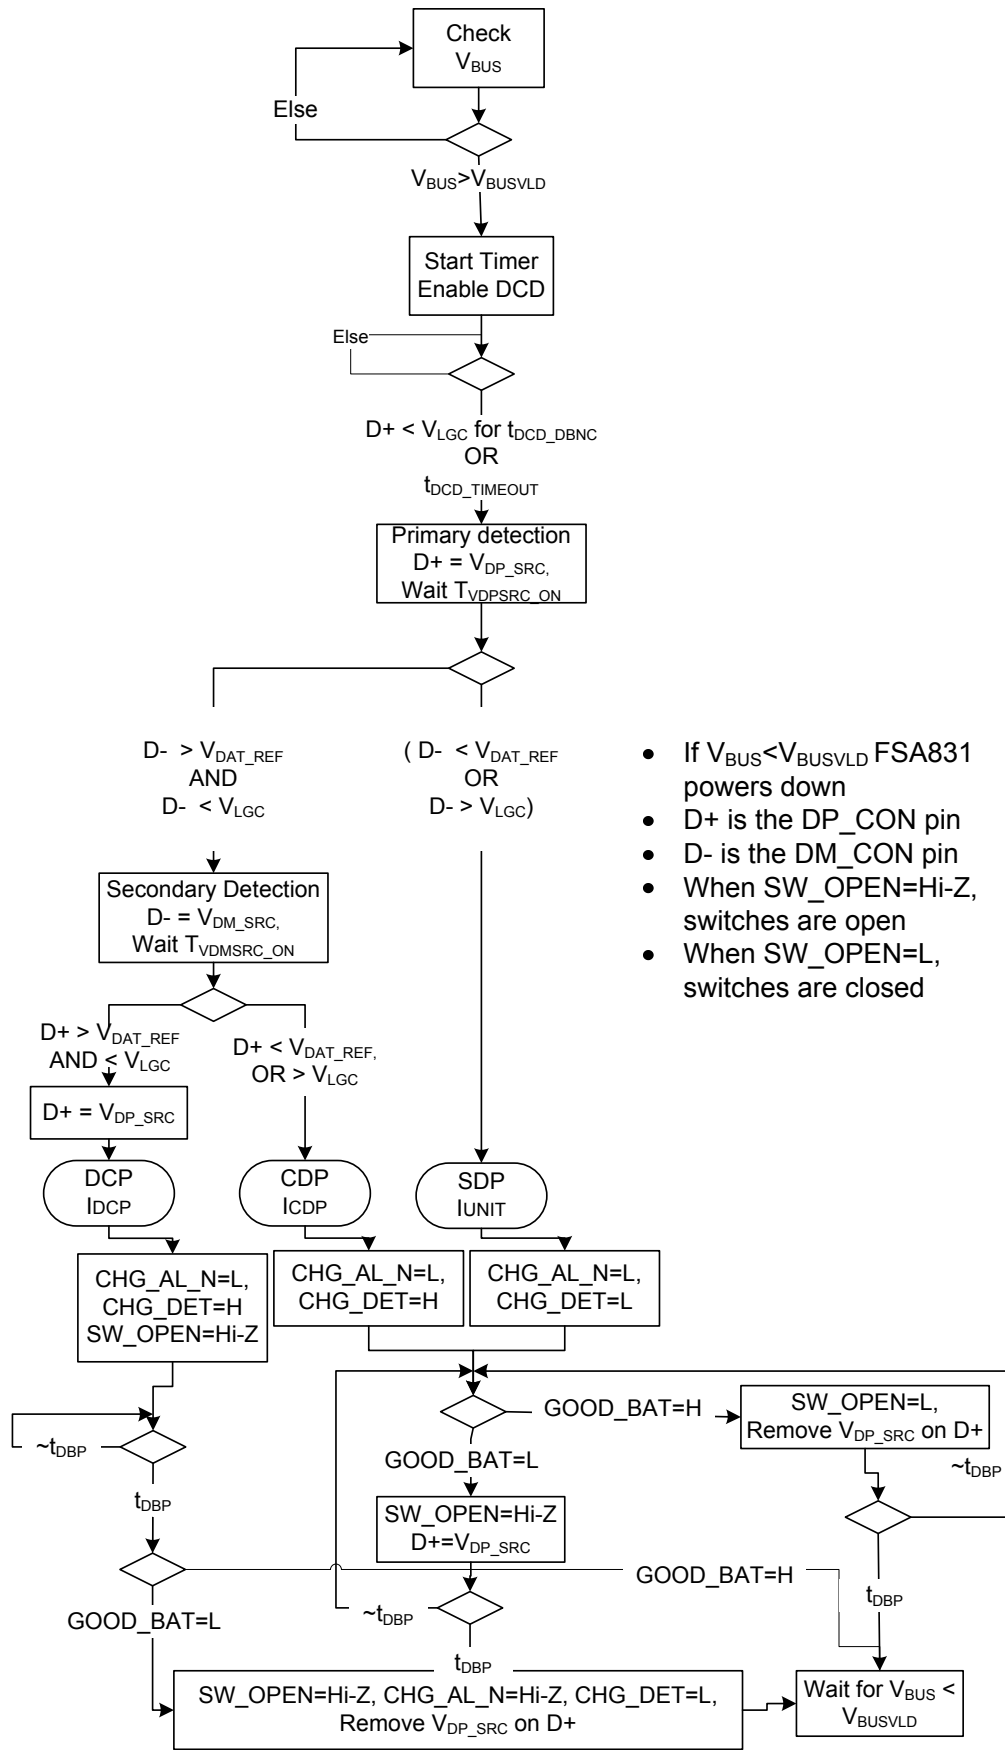 Check
VBUS
Else
VBUS>VBUSVLD
Start Timer
Enable DCD
Else
D+ < VLGC for tDCD_DBNC
OR
tDCD_TIMEOUT
Primary detection
D+ = VDP_SRC,
Wait TVDPSRC_ON
D- > VDAT_REF
AND
D- < VLGC
( D- < VDAT_REF
OR
D- > VLGC)
• If VBUS<VBUSVLD FSA831
powers down
• D+ is the DP_CON pin
• D- is the DM_CON pin
• When SW_OPEN=Hi-Z,
switches are open
• When SW_OPEN=L,
switches are closed
Secondary Detection
D- = VDM_SRC,
Wait TVDMSRC_ON
D+ > VDAT_REF
AND < VLGC
D+ < VDAT_REF,
OR > VLGC
D+ = VDP_SRC
DCP
IDCP
CDP
ICDP
SDP
IUNIT
CHG_AL_N=L,
CHG_DET=H
SW_OPEN=Hi-Z
CHG_AL_N=L,
CHG_DET=H
CHG_AL_N=L,
CHG_DET=L
GOOD_BAT=H
SW_OPEN=L,
Remove VDP_SRC on D+
~tDBP
GOOD_BAT=L
~tDBP
tDBP
SW_OPEN=Hi-Z
D+=VDP_SRC
GOOD_BAT=H
tDBP
~tDBP
GOOD_BAT=L
tDBP
SW_OPEN=Hi-Z, CHG_AL_N=Hi-Z, CHG_DET=L,
Remove VDP_SRC on D+
Wait for VBUS <
VBUSVLD